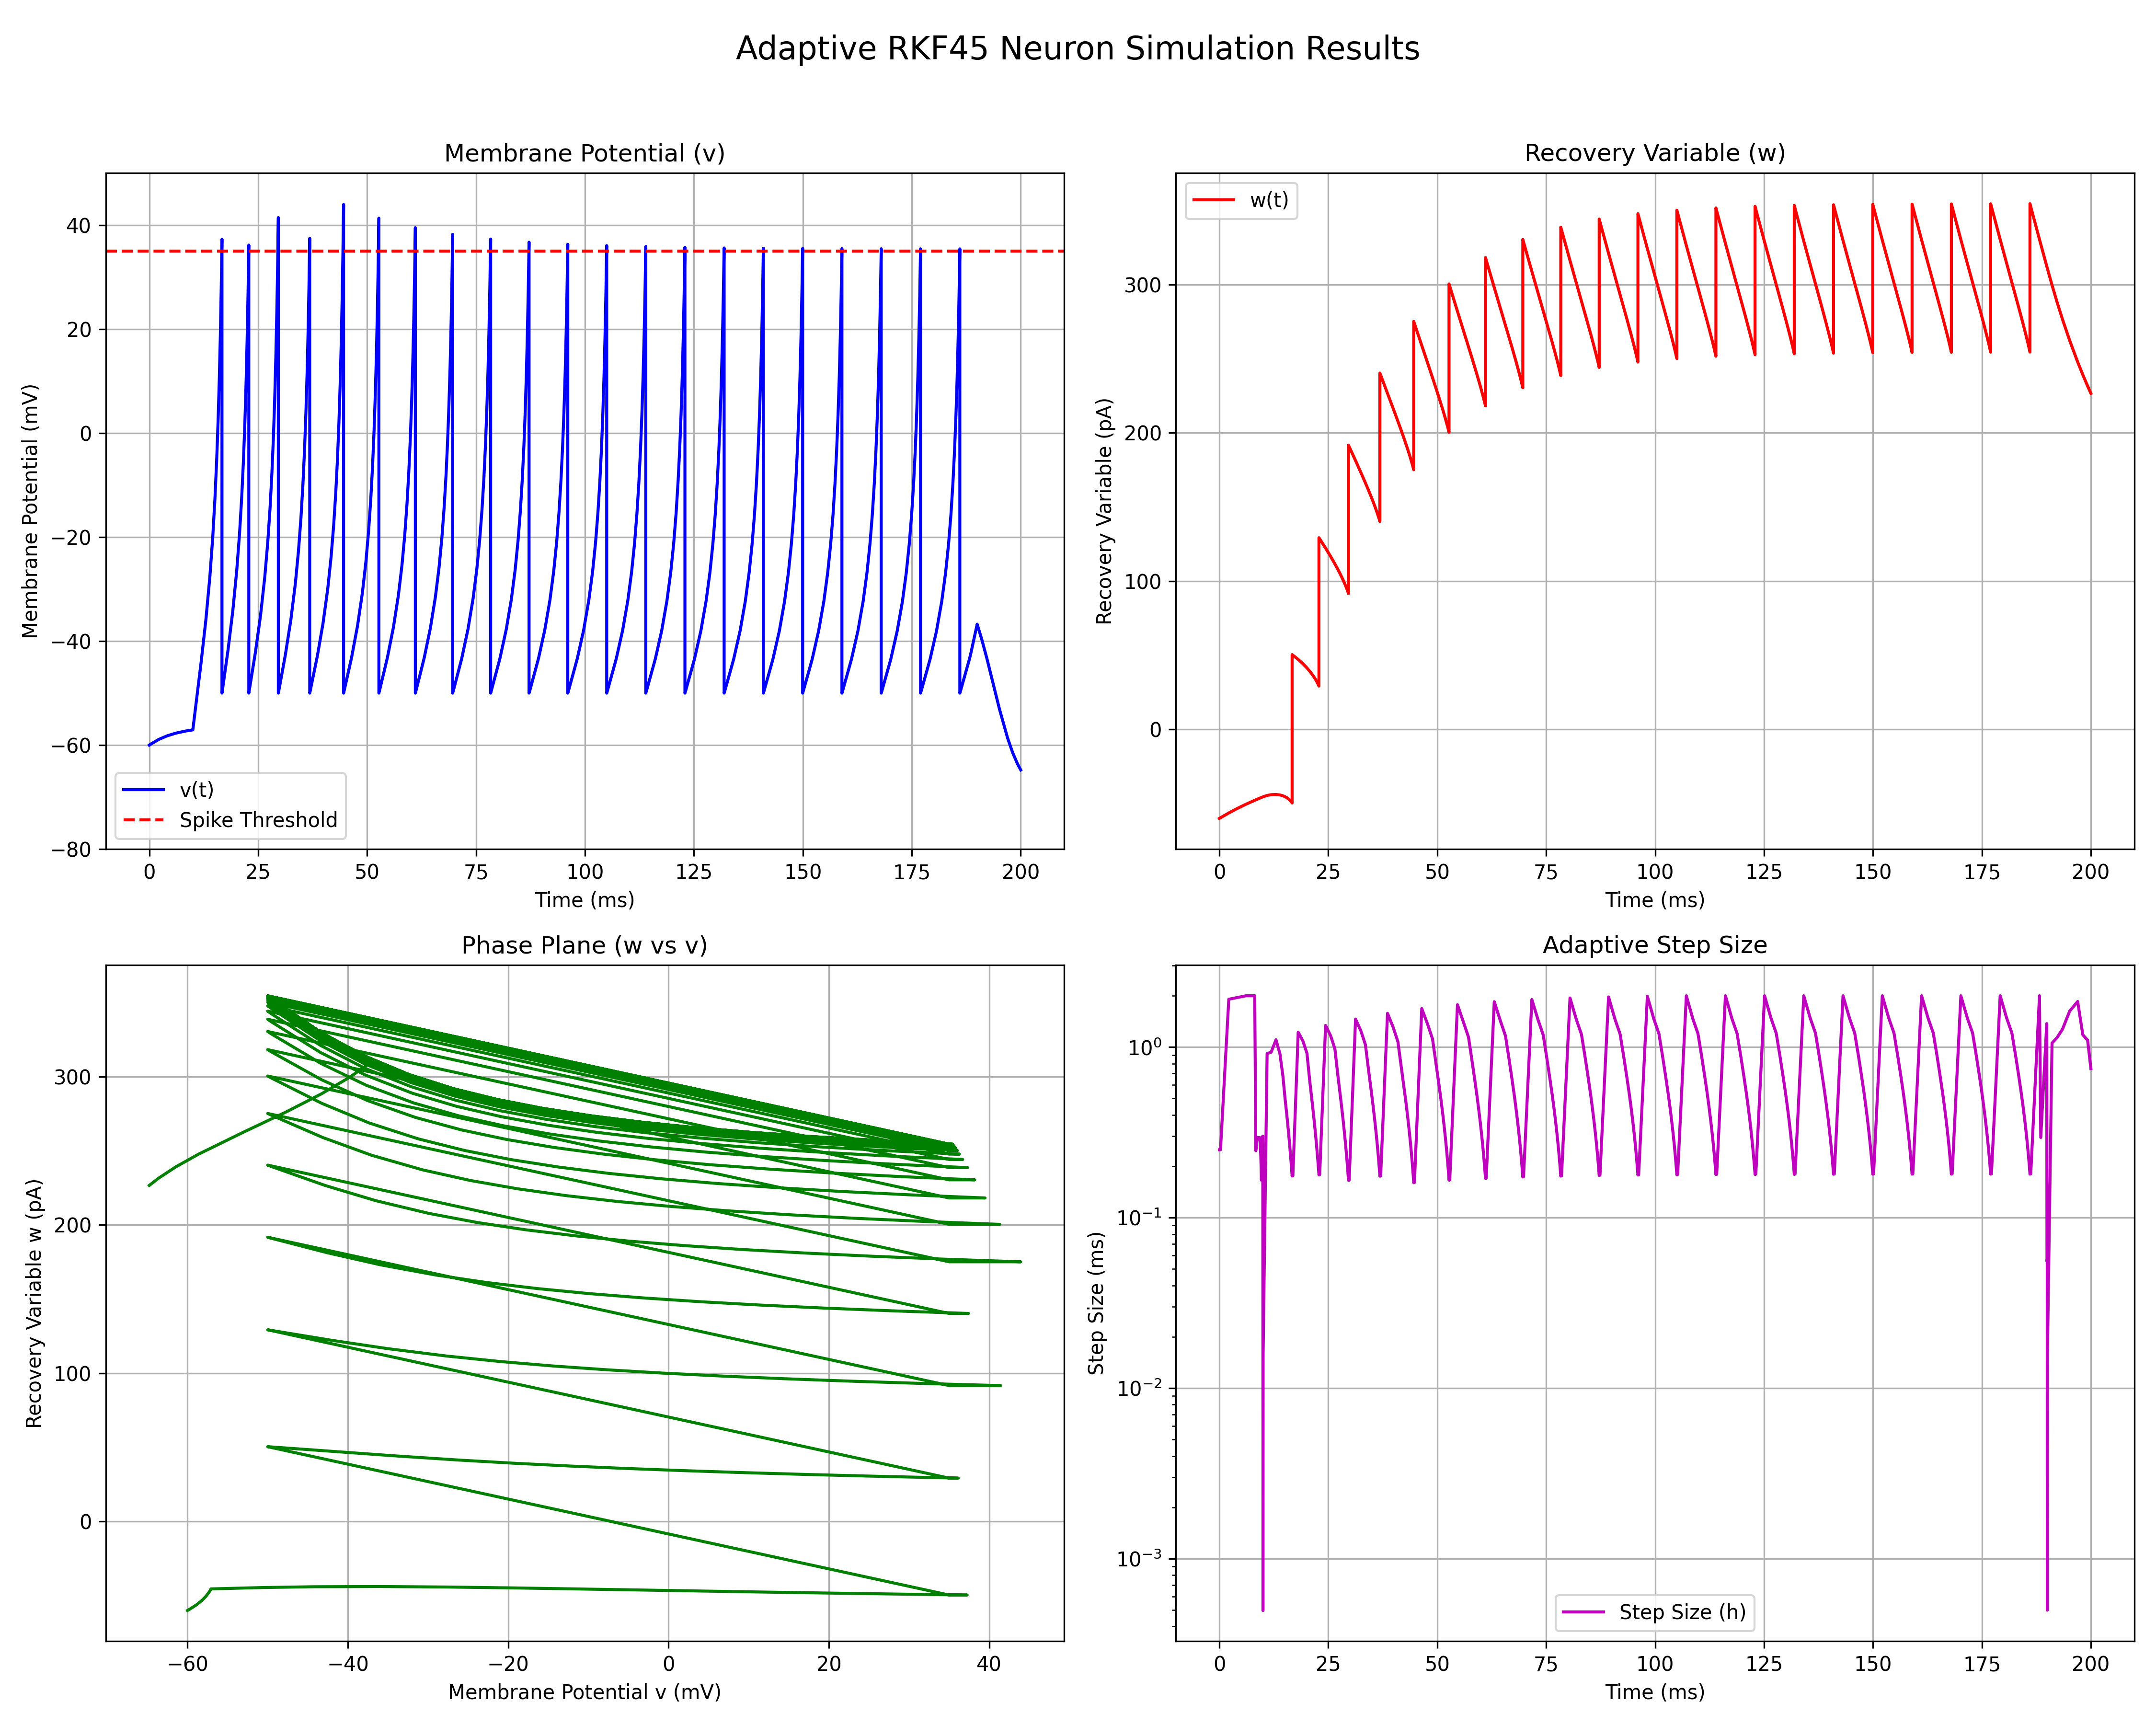 Adaptive RKF45 Neuron Simulation Results
Membrane Potential (v)
Membrane Potential (mV)
40
20
0
−20
−40
−60
−80
v(t)
Spike Threshold
0 25 50 75 100 125 150 175 200
Time (ms)
Recovery Variable (w)
w(t)
Recovery Variable (pA)
300
200
100
0
0 25 50 75 100 125 150 175 200
Time (ms)
Phase Plane (w vs v)
Recovery Variable w (pA)
300
200
100
0
−60 −40 −20 0 20 40
Membrane Potential v (mV)
Adaptive Step Size
Step Size (ms)
10⁰
10⁻¹
10⁻²
10⁻³
Step Size (h)
0 25 50 75 100 125 150 175 200
Time (ms)